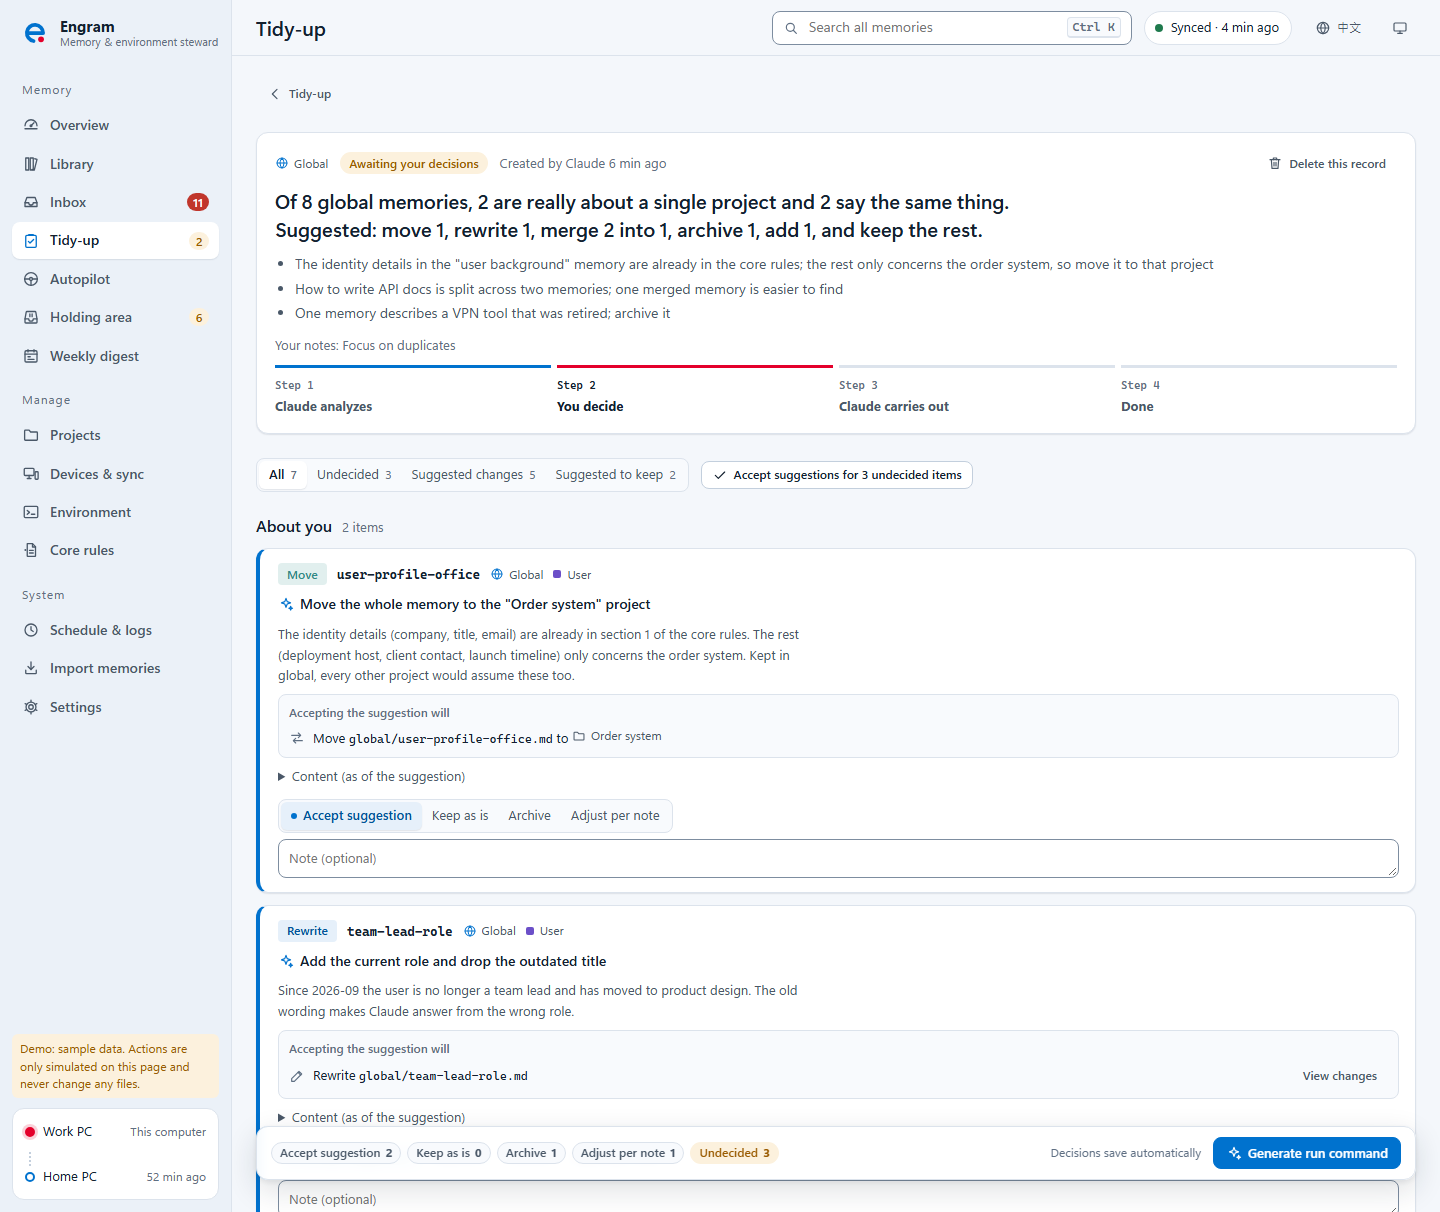 Engram
Memory & environment steward
Memory
Overview
Library
Inbox 11
Tidy-up 2
Autopilot
Holding area 6
Weekly digest
Manage
Projects
Devices & sync
Environment
Core rules
System
Schedule & logs
Import memories
Settings
Demo: sample data. Actions are
only simulated on this page and
never change any files.
Work PC This computer
Home PC 52 min ago
Tidy-up
Search all memories Ctrl K
Synced · 4 min ago
中文
Tidy-up
Global Awaiting your decisions Created by Claude 6 min ago Delete this record
Of 8 global memories, 2 are really about a single project and 2 say the same thing.
Suggested: move 1, rewrite 1, merge 2 into 1, archive 1, add 1, and keep the rest.
The identity details in the "user background" memory are already in the core rules; the rest only concerns the order system, so move it to that project
How to write API docs is split across two memories; one merged memory is easier to find
One memory describes a VPN tool that was retired; archive it
Your notes: Focus on duplicates
Step 1 Step 2 Step 3 Step 4
Claude analyzes You decide Claude carries out Done
All 7 Undecided 3 Suggested changes 5 Suggested to keep 2 Accept suggestions for 3 undecided items
About you 2 items
Move user-profile-office Global User
Move the whole memory to the "Order system" project
The identity details (company, title, email) are already in section 1 of the core rules. The rest
(deployment host, client contact, launch timeline) only concerns the order system. Kept in
global, every other project would assume these too.
Accepting the suggestion will
Move global/user-profile-office.md to Order system
Content (as of the suggestion)
Accept suggestion Keep as is Archive Adjust per note
Note (optional)
Rewrite team-lead-role Global User
Add the current role and drop the outdated title
Since 2026-09 the user is no longer a team lead and has moved to product design. The old
wording makes Claude answer from the wrong role.
Accepting the suggestion will
Rewrite global/team-lead-role.md View changes
Content (as of the suggestion)
Accept suggestion 2 Keep as is 0 Archive 1 Adjust per note 1 Undecided 3 Decisions save automatically Generate run command
Note (optional)